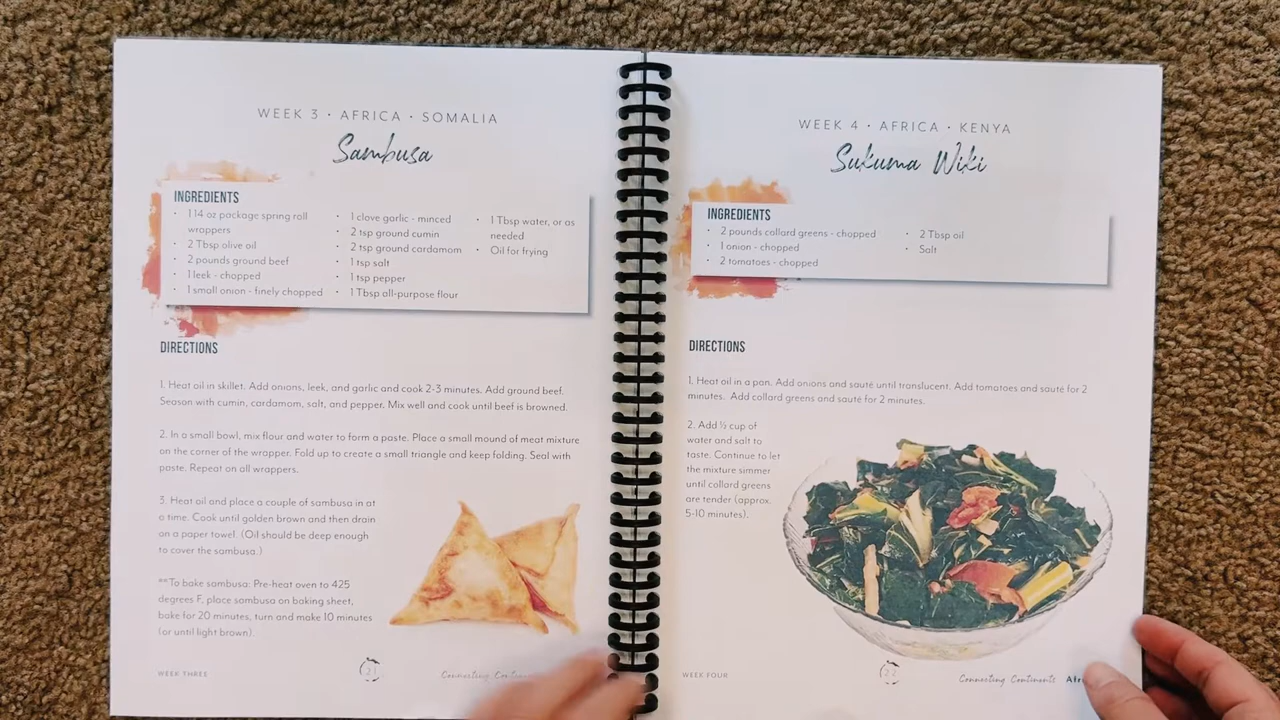 WEEK 3 • AFRICA • SOMALIA
Sambusa
INGREDIENTS
• 1 14 oz package spring roll
wrappers
• 2 Tbsp olive oil
• 2 pounds ground beef
• 1 leek - chopped
• 1 small onion - finely chopped
• 1 clove garlic - minced
• 2 tsp ground cumin
• 2 tsp ground cardamom
• 1 tsp salt
• 1 tsp pepper
• 1 Tbsp all-purpose flour
• 1 Tbsp water, or as
needed
• Oil for frying
DIRECTIONS
1. Heat oil in skillet. Add onions, leek, and garlic and cook 2-3 minutes. Add ground beef.
Season with cumin, cardamom, salt, and pepper. Mix well and cook until beef is browned.
2. In a small bowl, mix flour and water to form a paste. Place a small mound of meat mixture
on the corner of the wrapper. Fold up to create a small triangle and keep folding. Seal with
paste. Repeat on all wrappers.
3. Heat oil and place a couple of sambusa in at
a time. Cook until golden brown and then drain
on a paper towel. (Oil should be deep enough
to cover the sambusa.)
**To bake sambusa: Pre-heat oven to 425
degrees F, place sambusa on baking sheet,
bake for 20 minutes, turn and make 10 minutes
(or until light brown).
WEEK THREE
21
Connecting
WEEK 4 • AFRICA • KENYA
Sukuma Wiki
INGREDIENTS
• 2 pounds collard greens - chopped
• 1 onion - chopped
• 2 tomatoes - chopped
• 2 Tbsp oil
• Salt
DIRECTIONS
1. Heat oil in a pan. Add onions and sauté until translucent. Add tomatoes and sauté for 2
minutes. Add collard greens and sauté for 2 minutes.
2. Add ½ cup of
water and salt to
taste. Continue to let
the mixture simmer
until collard greens
are tender (approx.
5-10 minutes).
WEEK FOUR
22
Connecting Continents